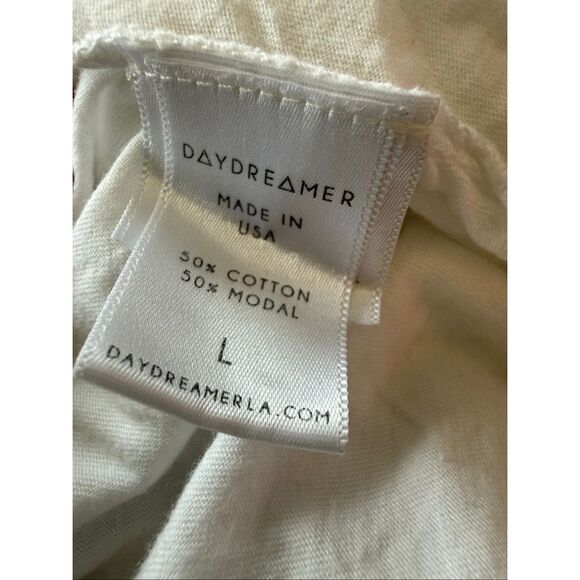 DAYDREAMER
MADE IN
USA
50% COTTON
50% MODAL
L
DAYDREAMERLA.COM